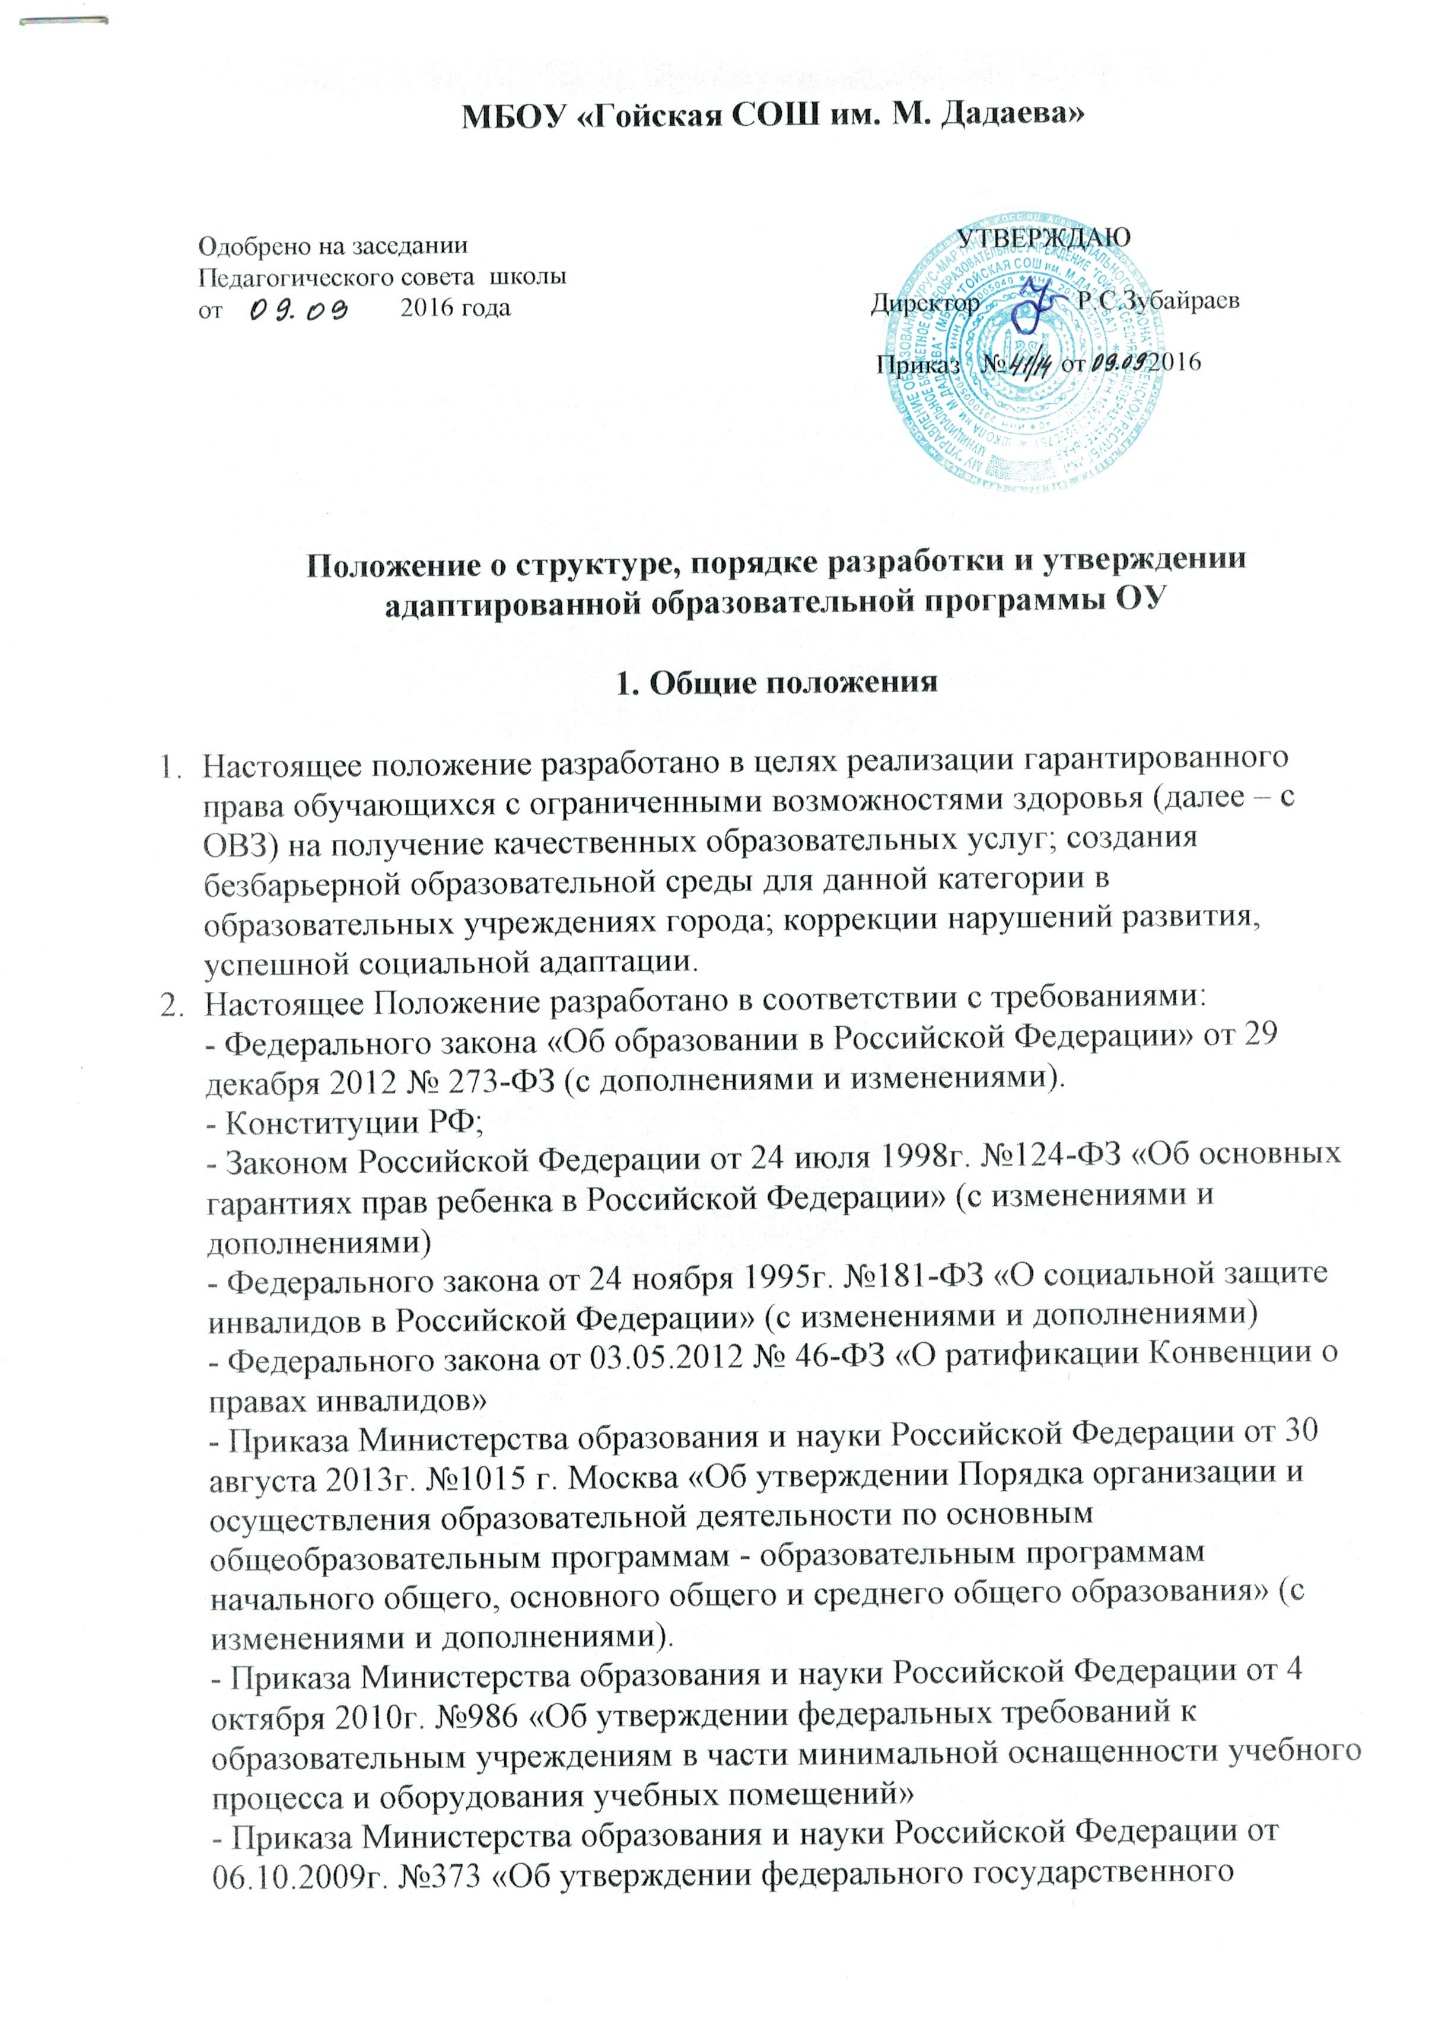 МБОУ «Гойская СОШ им. М. Дадаева»
Одобрено на заседании
Педагогического совета школы
от 09.09 2016 года
УТВЕРЖДАЮ
Директор Р.С.Зубайраев
Приказ № 41/14 от 09.09 2016
Положение о структуре, порядке разработки и утверждении
адаптированной образовательной программы ОУ
1. Общие положения
1. Настоящее положение разработано в целях реализации гарантированного
права обучающихся с ограниченными возможностями здоровья (далее – с
ОВЗ) на получение качественных образовательных услуг; создания
безбарьерной образовательной среды для данной категории в
образовательных учреждениях города; коррекции нарушений развития,
успешной социальной адаптации.
2. Настоящее Положение разработано в соответствии с требованиями:
- Федерального закона «Об образовании в Российской Федерации» от 29
декабря 2012 № 273-ФЗ (с дополнениями и изменениями).
- Конституции РФ;
- Законом Российской Федерации от 24 июля 1998г. №124-ФЗ «Об основных
гарантиях прав ребенка в Российской Федерации» (с изменениями и
дополнениями)
- Федерального закона от 24 ноября 1995г. №181-ФЗ «О социальной защите
инвалидов в Российской Федерации» (с изменениями и дополнениями)
- Федерального закона от 03.05.2012 № 46-ФЗ «О ратификации Конвенции о
правах инвалидов»
- Приказа Министерства образования и науки Российской Федерации от 30
августа 2013г. №1015 г. Москва «Об утверждении Порядка организации и
осуществления образовательной деятельности по основным
общеобразовательным программам - образовательным программам
начального общего, основного общего и среднего общего образования» (с
изменениями и дополнениями).
- Приказа Министерства образования и науки Российской Федерации от 4
октября 2010г. №986 «Об утверждении федеральных требований к
образовательным учреждениям в части минимальной оснащенности учебного
процесса и оборудования учебных помещений»
- Приказа Министерства образования и науки Российской Федерации от
06.10.2009г. №373 «Об утверждении федерального государственного